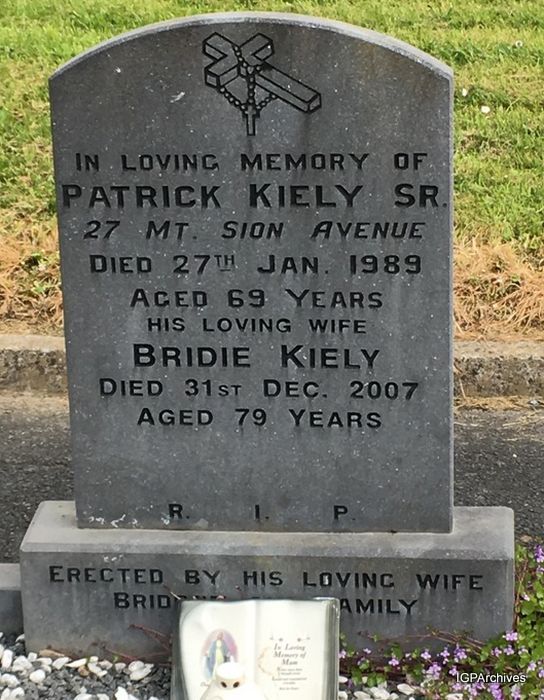 IN LOVING MEMORY OF
PATRICK KIELY SR.
27 MT. SION AVENUE
DIED 27TH JAN. 1989
AGED 69 YEARS
HIS LOVING WIFE
BRIDIE KIELY
DIED 31ST DEC. 2007
AGED 79 YEARS
R. I. P.
ERECTED BY HIS LOVING WIFE
FAMILY
In Loving
Memory of
Mam
IGPArchives